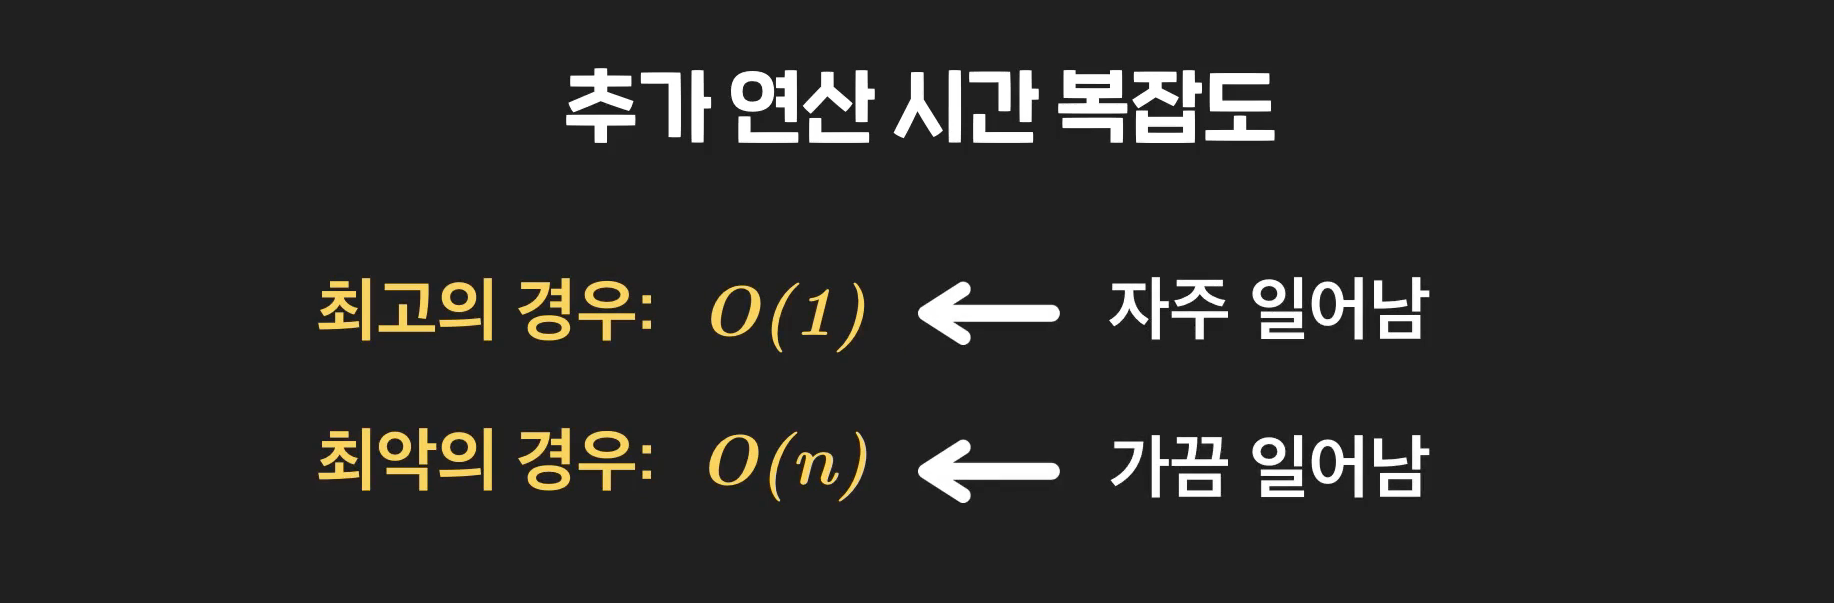 추가 연산 시간 복잡도
최고의 경우: O(1) ← 자주 일어남
최악의 경우: O(n) ← 가끔 일어남